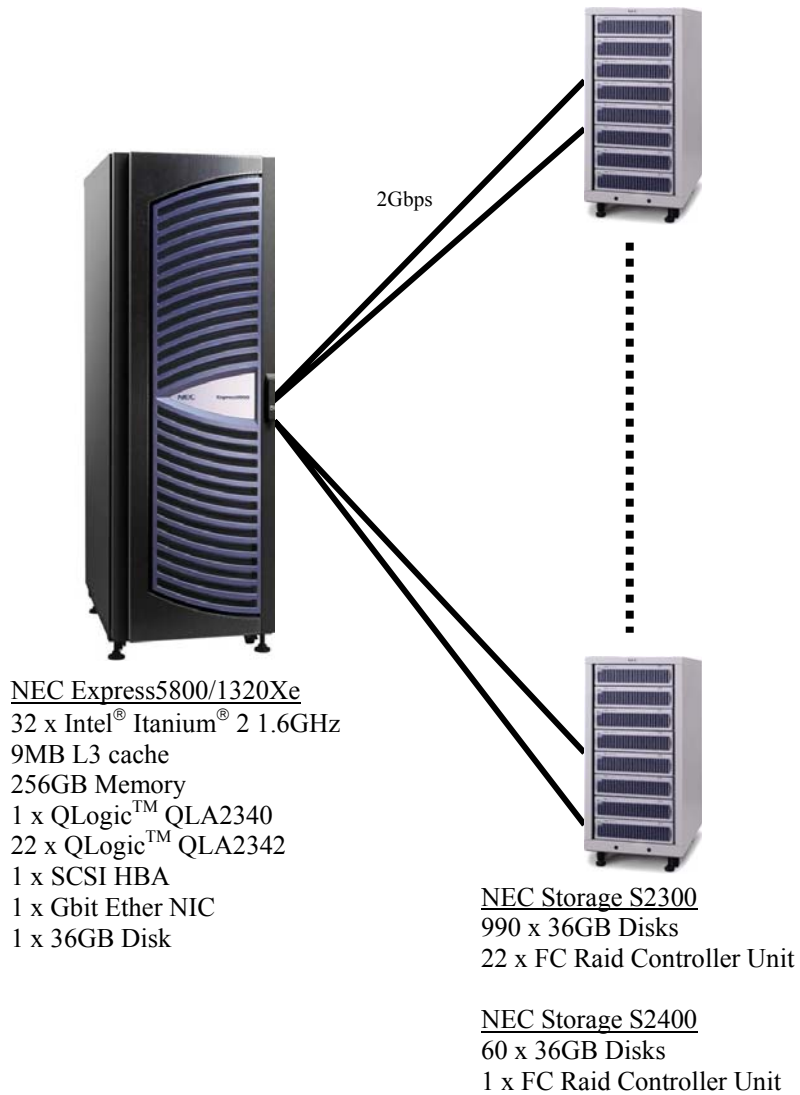 2Gbps
NEC Express5800/1320Xe
32 x Intel® Itanium® 2 1.6GHz
9MB L3 cache
256GB Memory
1 x QLogic™ QLA2340
22 x QLogic™ QLA2342
1 x SCSI HBA
1 x Gbit Ether NIC
1 x 36GB Disk
NEC Storage S2300
990 x 36GB Disks
22 x FC Raid Controller Unit
NEC Storage S2400
60 x 36GB Disks
1 x FC Raid Controller Unit
NEC